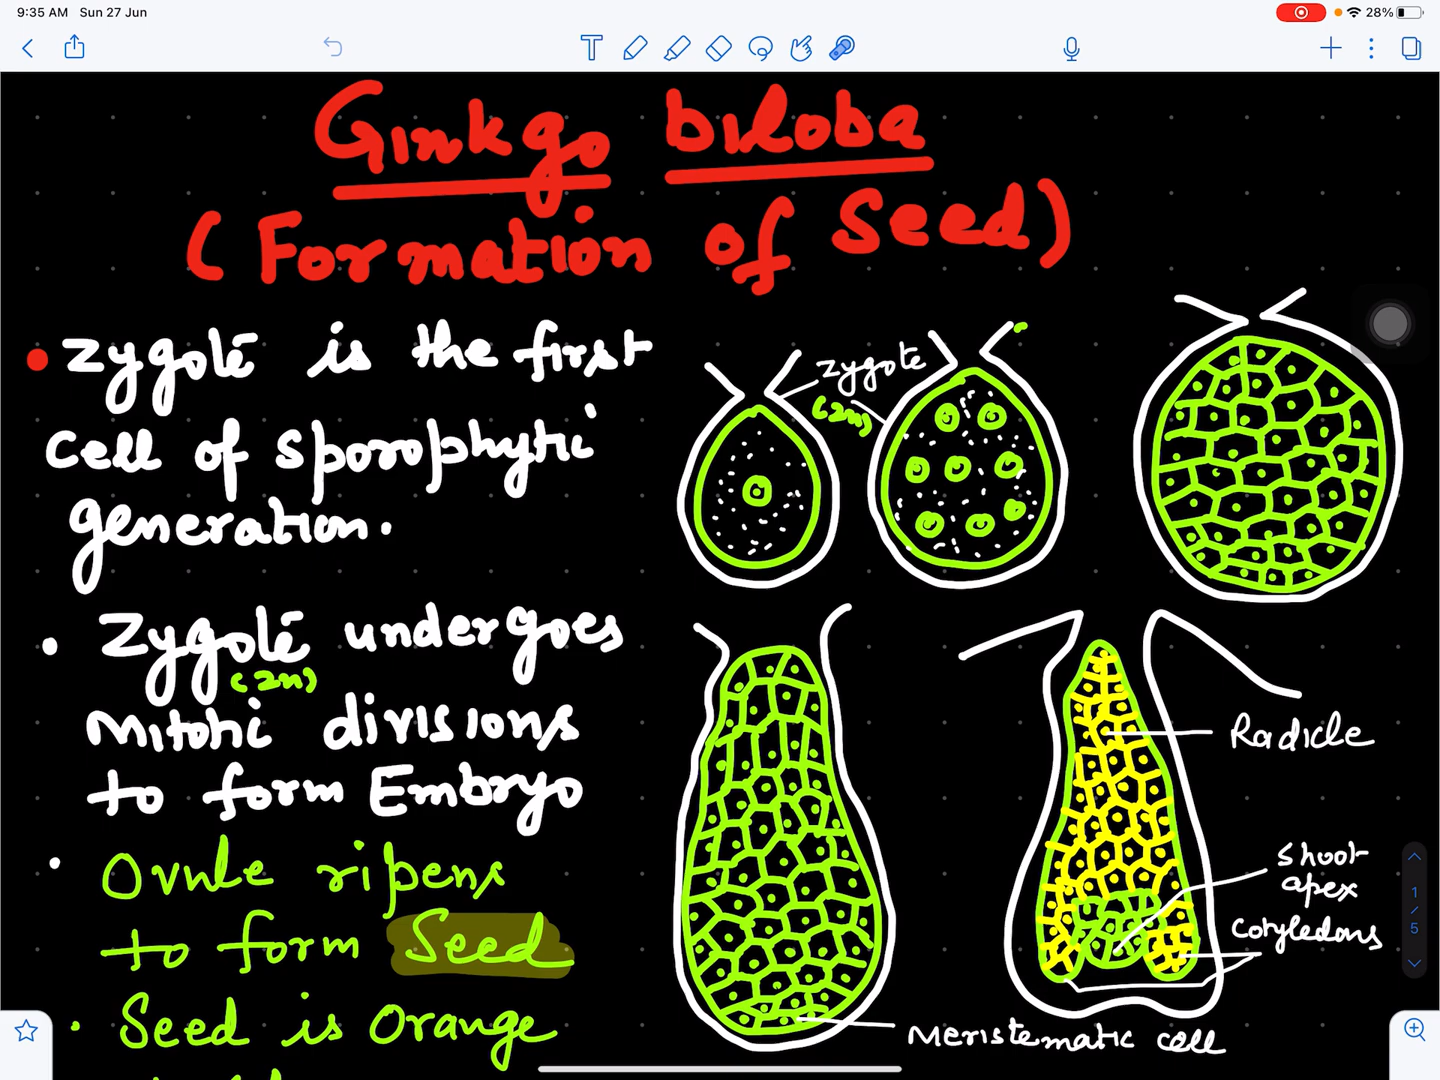 9:35 AM Sun 27 Jun
28%
Ginkgo biloba
(Formation of Seed)
Zygote is the first
cell of sporophytic
generation.
Zygote undergoes
(2n)
Mitotic divisions
to form Embryo
Ovule ripens
to form Seed
Seed is Orange
Zygote
(2n)
Radicle
Shoot
apex
Cotyledons
Meristematic cell
1
/
5